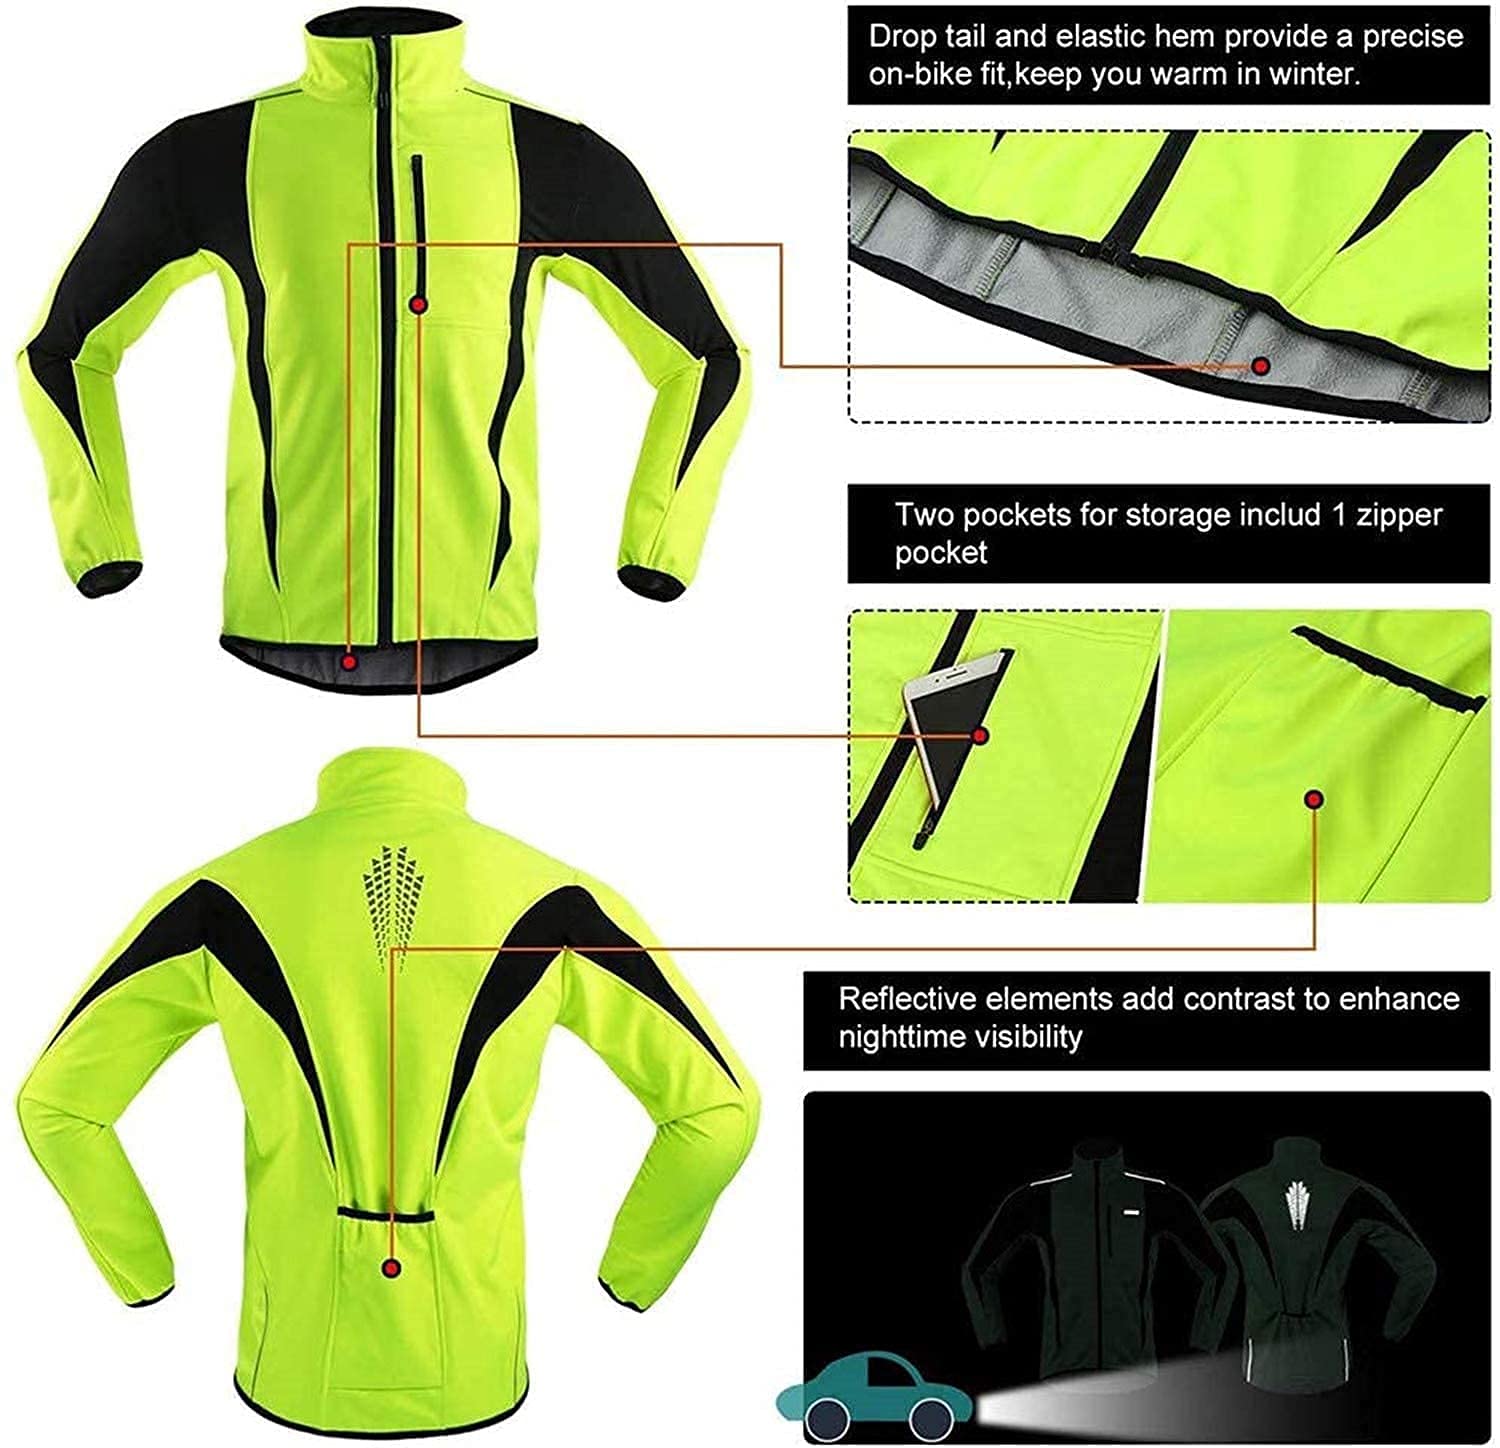 Drop tail and elastic hem provide a precise
on-bike fit,keep you warm in winter.
Two pockets for storage includ 1 zipper
pocket
Reflective elements add contrast to enhance
nighttime visibility